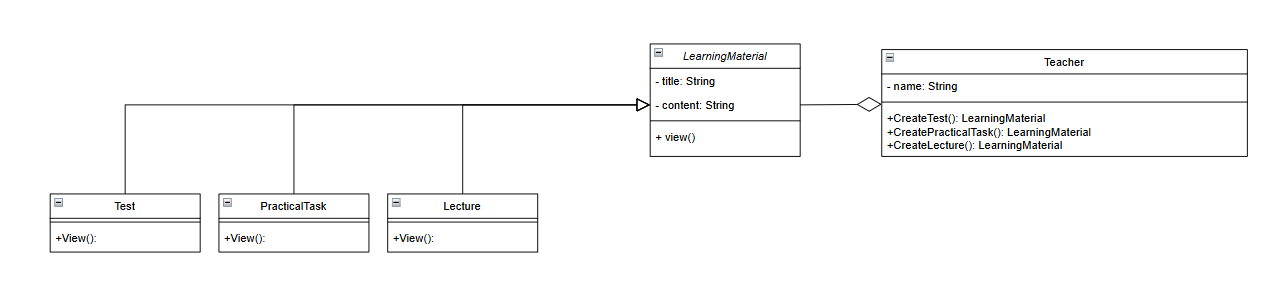 LearningMaterial
- title: String
- content: String
+ view()
Teacher
- name: String
+CreateTest(): LearningMaterial
+CreatePracticalTask(): LearningMaterial
+CreateLecture(): LearningMaterial
Test
+View():
PracticalTask
+View():
Lecture
+View():